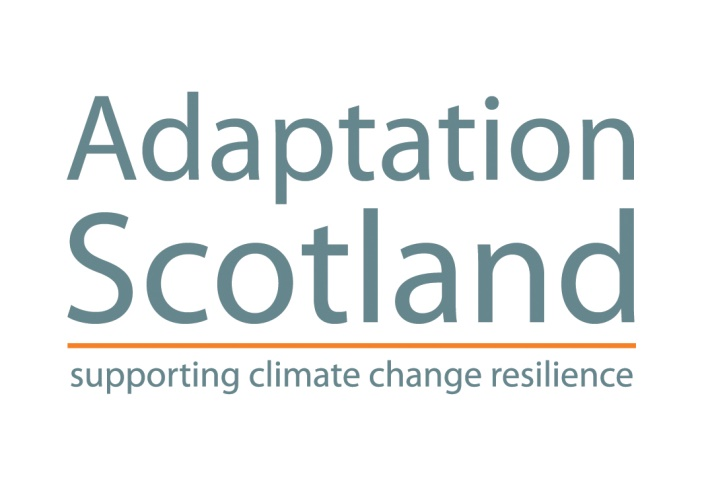 Adaptation
Scotland
supporting climate change resilience